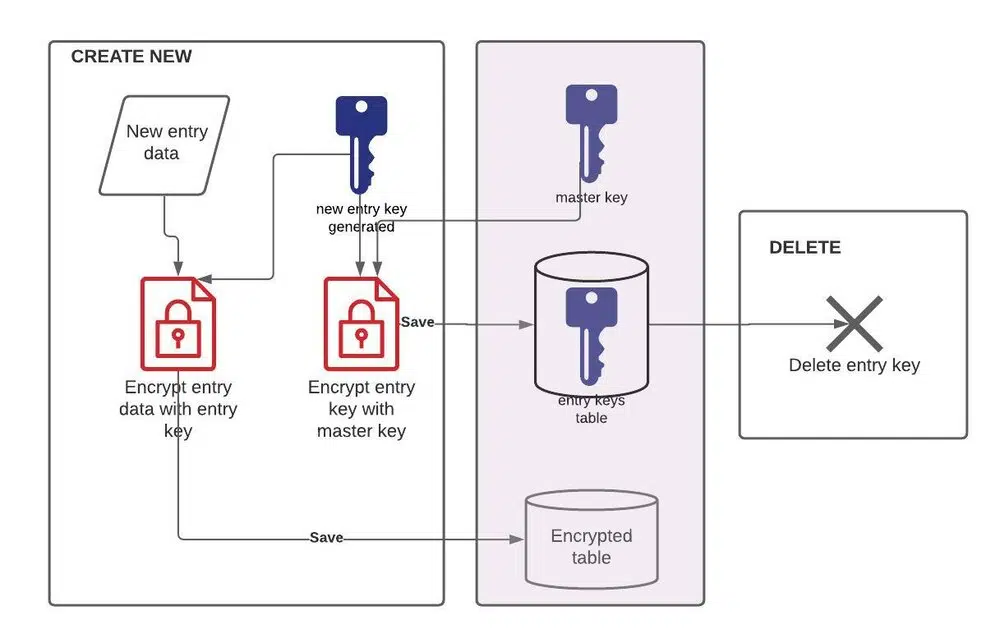 CREATE NEW
New entry
data
new entry key
generated
master key
DELETE
Save
Encrypt entry
data with entry
key
Encrypt entry
key with
master key
entry keys
table
Delete entry key
Save
Encrypted
table